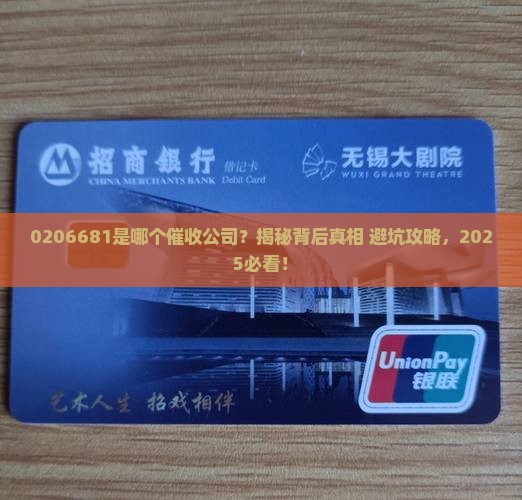 招商銀行 借记卡 无锡大剧院
CHINA MERCHANTS BANK Debit Card WUXI GRAND THEATRE
0206681是哪个催收公司？揭秘背后真相 避坑攻略，202
5必看！
UnionPay
银联
艺术人生 招戏相伴